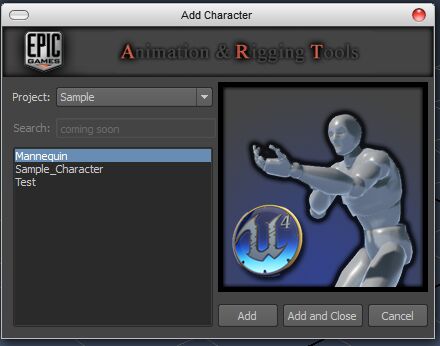 Add Character
EPIC
GAMES
Animation & Rigging Tools
Project: Sample
Search: coming soon
Mannequin
Sample_Character
Test
U 4
Add Add and Close Cancel